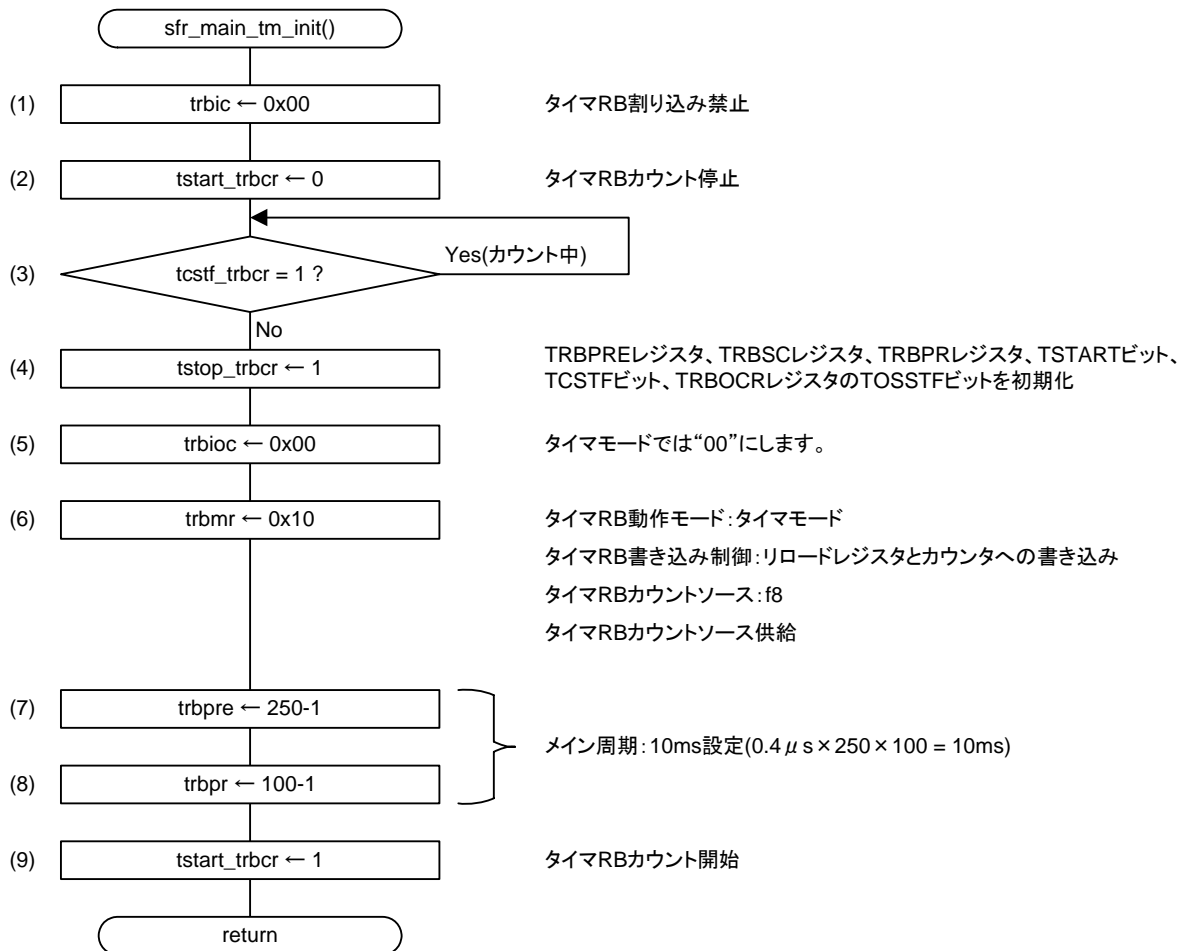 sfr_main_tm_init()
(1) trbic ← 0x00 タイマRB割り込み禁止
(2) tstart_trbcr ← 0 タイマRBカウント停止
Yes(カウント中)
(3) tcstf_trbcr = 1 ?
No
(4) tstop_trbcr ← 1 TRBPREレジスタ、TRBSCレジスタ、TRBPRレジスタ、TSTARTビット、
TCSTFビット、TRBOCRレジスタのTOSSTFビットを初期化
(5) trbioc ← 0x00 タイマモードでは“00”にします。
(6) trbmr ← 0x10 タイマRB動作モード:タイマモード
タイマRB書き込み制御:リロードレジスタとカウンタへの書き込み
タイマRBカウントソース:f8
タイマRBカウントソース供給
(7) trbpre ← 250-1
メイン周期:10ms設定(0.4μs×250×100 = 10ms)
(8) trbpr ← 100-1
(9) tstart_trbcr ← 1 タイマRBカウント開始
return